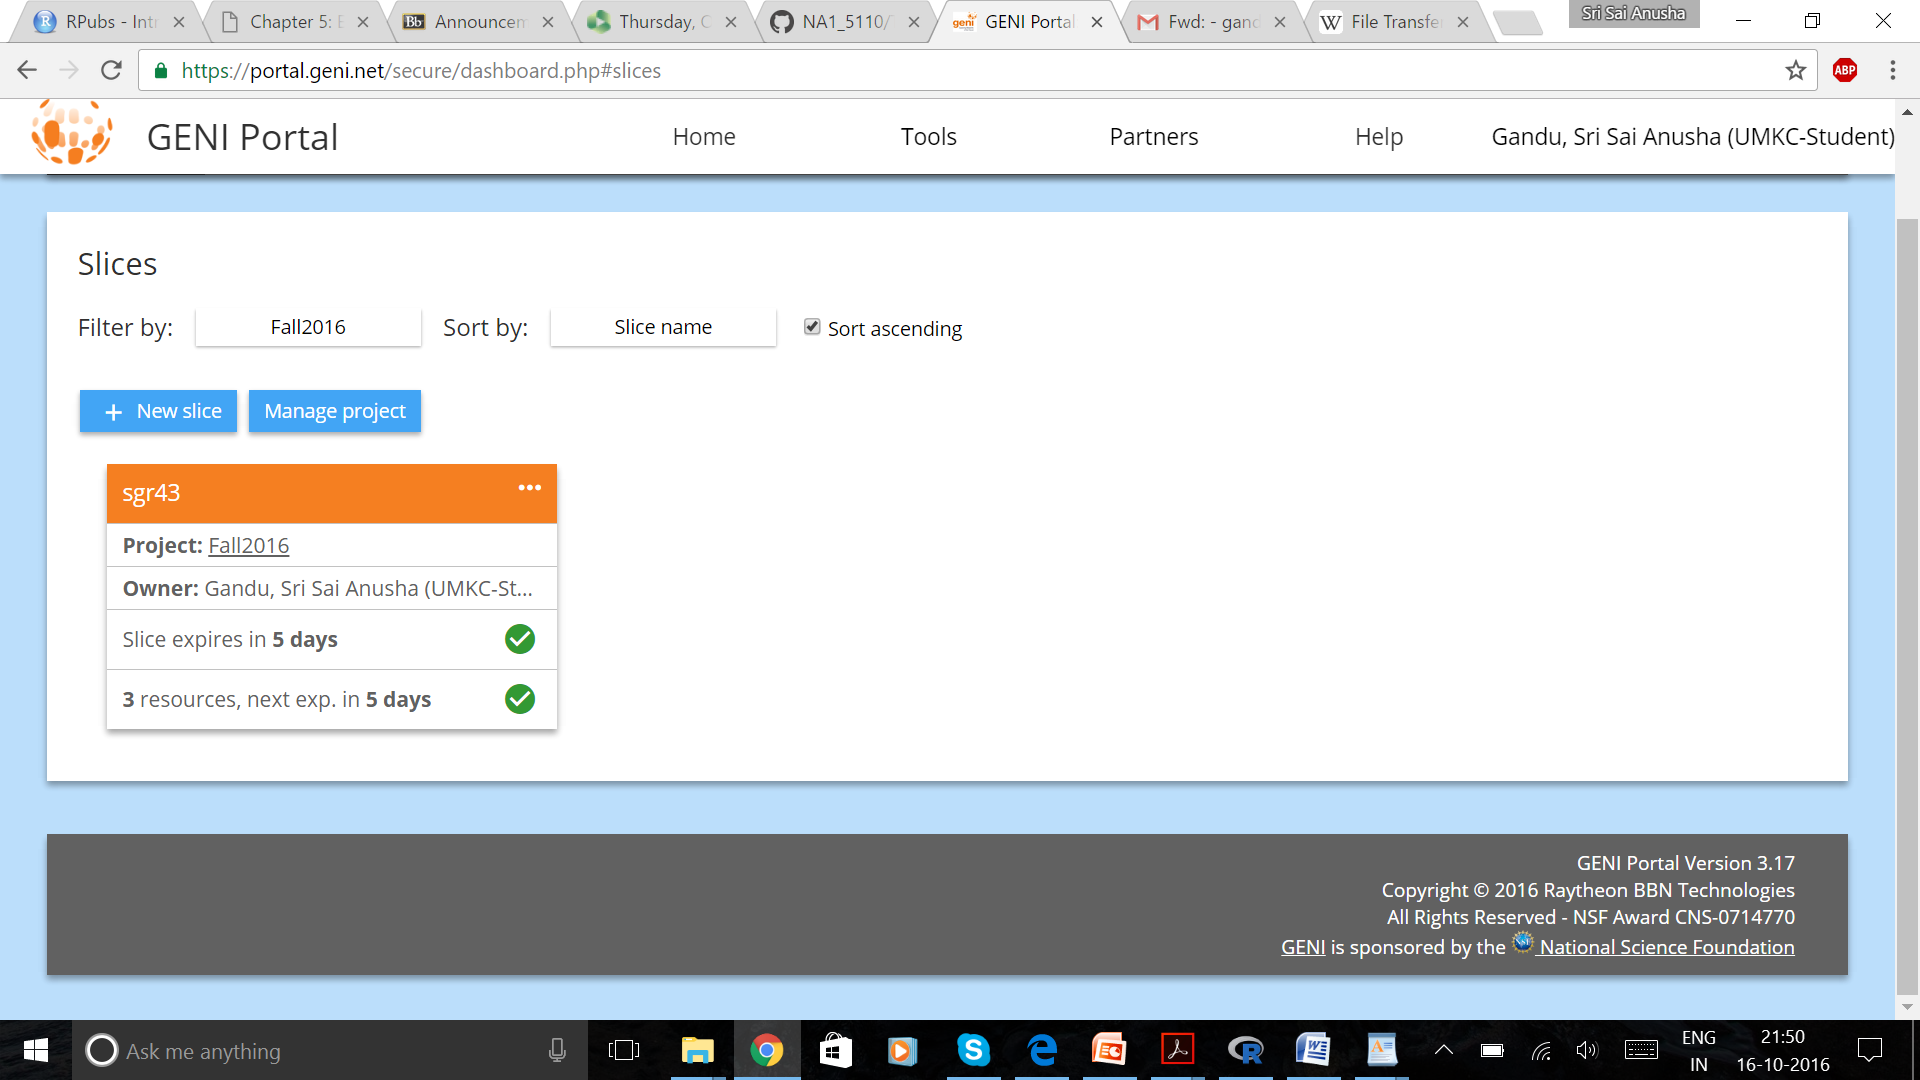 RPubs - Intr
Chapter 5: E
Bb Announcem
Thursday, O
NA1_5110/
geni GENI Portal
Fwd: - gand
W File Transfe
Sri Sai Anusha
https://portal.geni.net/secure/dashboard.php#slices
ABP
GENI Portal
Home
Tools
Partners
Help
Gandu, Sri Sai Anusha (UMKC-Student)
Slices
Filter by: Fall2016 Sort by: Slice name Sort ascending
+ New slice
Manage project
sgr43
Project: Fall2016
Owner: Gandu, Sri Sai Anusha (UMKC-St...
Slice expires in 5 days
3 resources, next exp. in 5 days
GENI Portal Version 3.17
Copyright © 2016 Raytheon BBN Technologies
All Rights Reserved - NSF Award CNS-0714770
GENI is sponsored by the National Science Foundation
Ask me anything
ENG
IN
21:50
16-10-2016